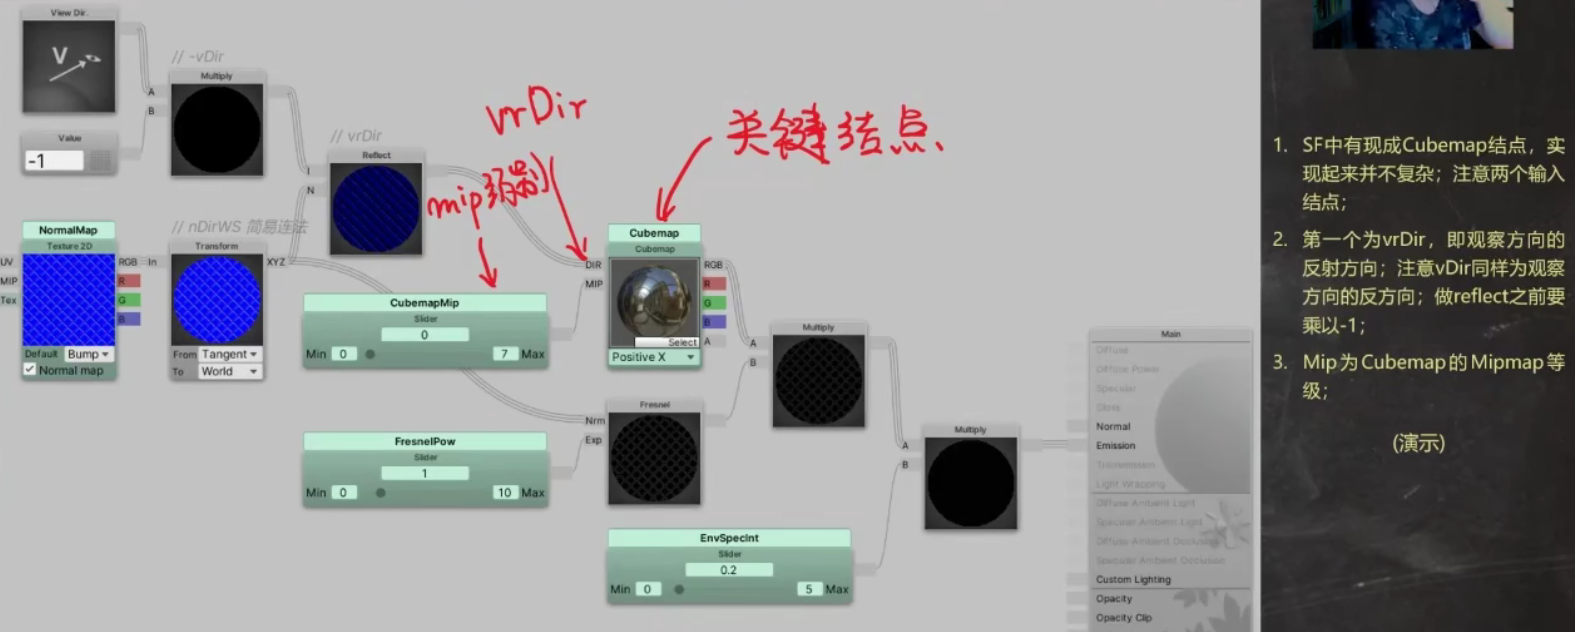 View Dir.
V
// -vDir
Multiply
A
B
Value
-1
// vrDir
Reflect
I
N
vrDir
mip级别
关键结点
NormalMap
Texture 2D
UV
MIP
Tex
RGB
R
G
B
Default Bump
Normal map
// nDirWS 简易连法
Transform
In
XYZ
From Tangent
To World
CubemapMip
Slider
0
Min 0 7 Max
Cubemap
Cubemap
DIR
MIP
RGB
R
G
B
A
Select
Positive X
Multiply
A
B
FresnelPow
Slider
1
Min 0 10 Max
Fresnel
Nrm
Exp
Multiply
A
B
EnvSpecInt
Slider
0.2
Min 0 5 Max
Main
Diffuse
Diffuse Power
Specular
Gloss
Normal
Emission
Transmission
Light Wrapping
Diffuse Ambient Light
Specular Ambient Light
Diffuse Ambient Occlusion
Specular Ambient Occlusion
Custom Lighting
Opacity
Opacity Clip
1. SF中有现成Cubemap结点，实
现起来并不复杂；注意两个输入
结点；
2. 第一个为vrDir，即观察方向的
反射方向；注意vDir同样为观察
方向的反方向；做reflect之前要
乘以-1；
3. Mip为Cubemap的Mipmap等
级；
(演示)